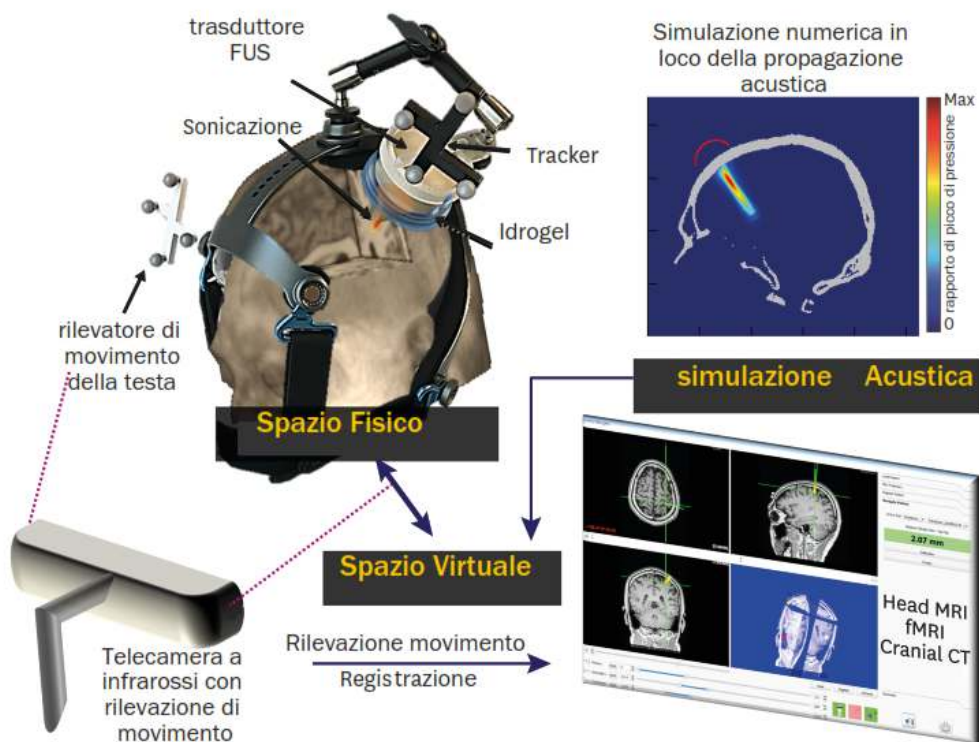 trasduttore
FUS
Sonicazione
Tracker
Idrogel
rilevatore di
movimento
della testa
Spazio Fisico
Simulazione numerica in
loco della propagazione
acustica
Max
O rapporto di picco di pressione
simulazione Acustica
Spazio Virtuale
Telecamera a
infrarossi con
rilevazione di
movimento
Rilevazione movimento
Regis trazione
2.07 mm
Head MRI
fMRI
Cranial CT